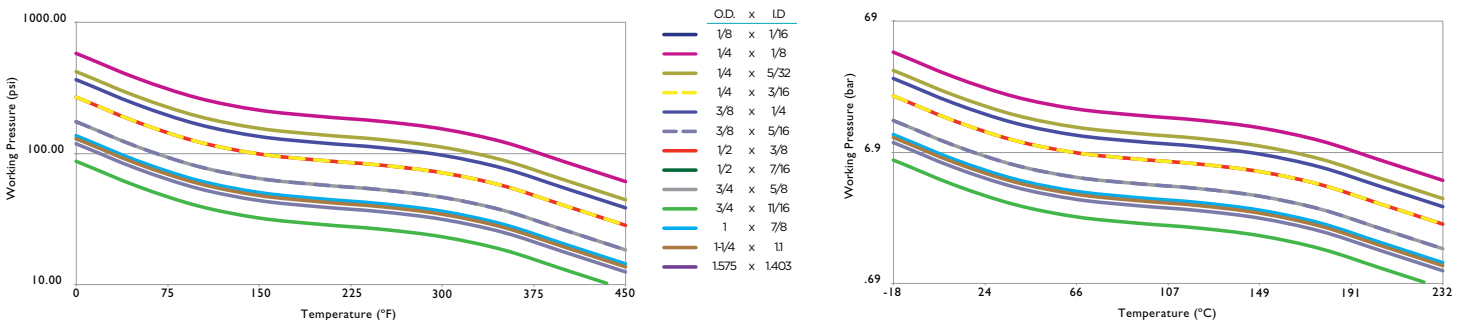 1000.00
100.00
10.00
Working Pressure (psi)
0 75 150 225 300 375 450
Temperature (°F)
O.D. x I.D
1/8 x 1/16
1/4 x 1/8
1/4 x 5/32
1/4 x 3/16
3/8 x 1/4
3/8 x 5/16
1/2 x 3/8
1/2 x 7/16
3/4 x 5/8
3/4 x 11/16
1 x 7/8
1-1/4 x 1.1
1.575 x 1.403
69
6.9
.69
Working Pressure (bar)
-18 24 66 107 149 191 232
Temperature (°C)